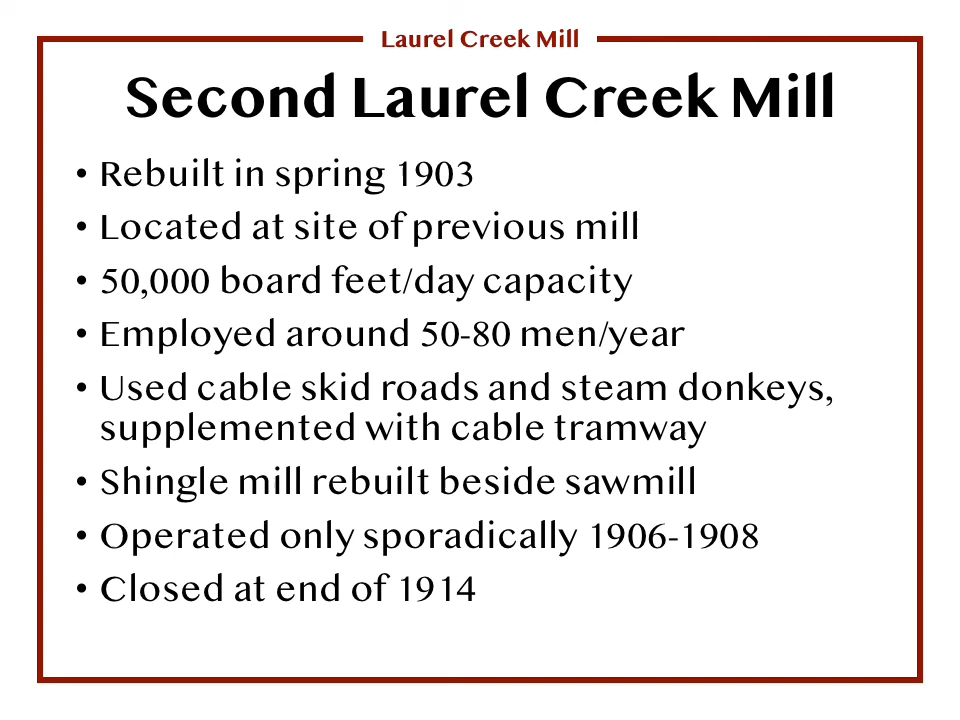 Laurel Creek Mill
Second Laurel Creek Mill
• Rebuilt in spring 1903
• Located at site of previous mill
• 50,000 board feet/day capacity
• Employed around 50-80 men/year
• Used cable skid roads and steam donkeys,
supplemented with cable tramway
• Shingle mill rebuilt beside sawmill
• Operated only sporadically 1906-1908
• Closed at end of 1914